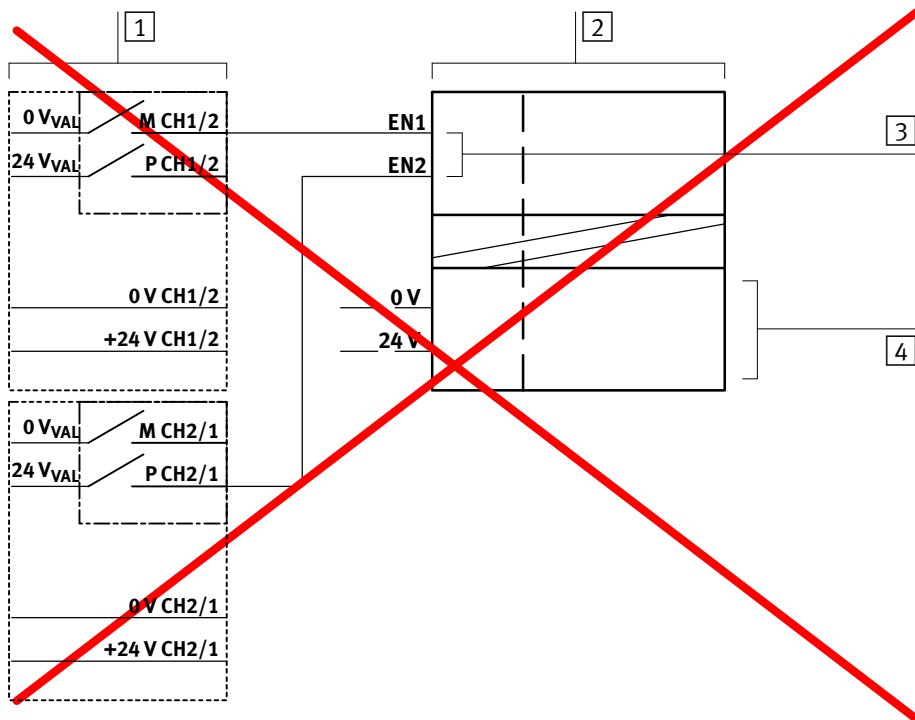 1
2
0 VVAL
M CH1/2
EN1
3
24 VVAL
P CH1/2
EN2
0 V CH1/2
0 V
+24 V CH1/2
24 V
4
0 VVAL
M CH2/1
24 VVAL
P CH2/1
0 V CH2/1
+24 V CH2/1